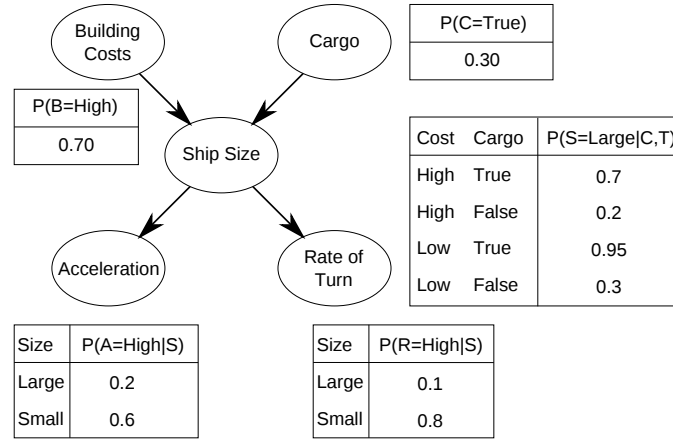 Building
Costs
Cargo
P(C=True)
0.30
P(B=High)
0.70
Ship Size
Cost Cargo P(S=Large|C,T)
High True 0.7
High False 0.2
Low True 0.95
Low False 0.3
Acceleration
Rate of
Turn
Size P(A=High|S)
Large 0.2
Small 0.6
Size P(R=High|S)
Large 0.1
Small 0.8